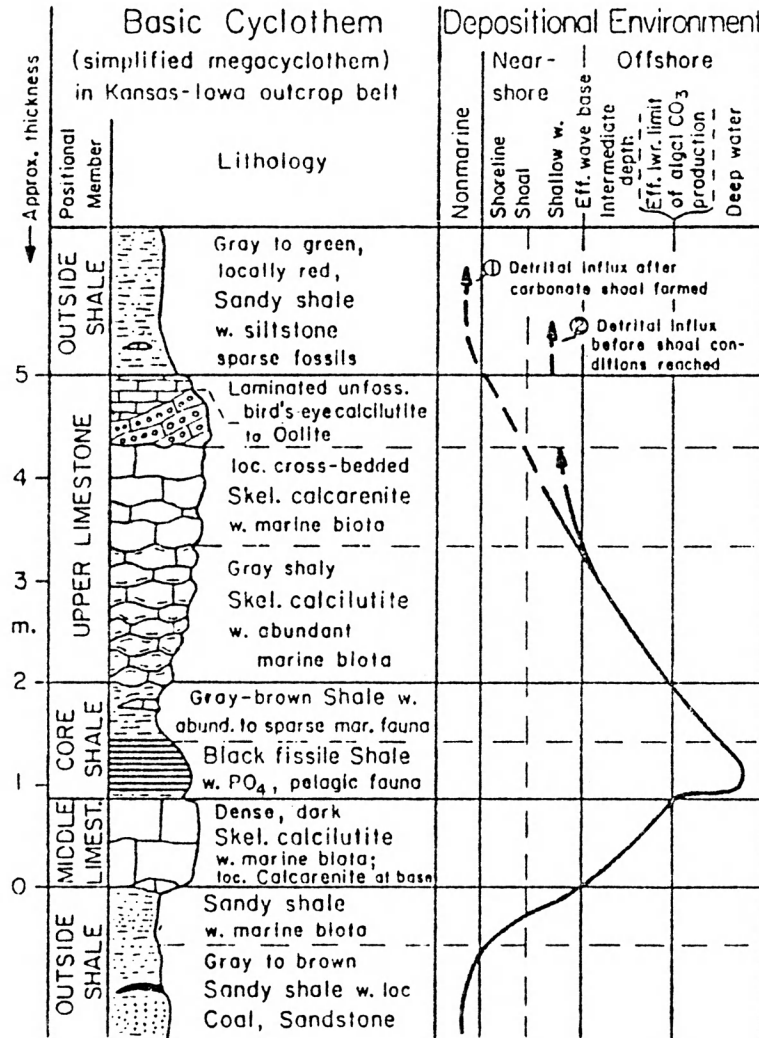 Basic Cyclothem
(simplified megacyclothem)
in Kansas-Iowa outcrop belt
Depositional Environment
Approx. thickness
Positional
Member
Lithology
Nonmarine
Near-
shore
Shoreline
Shoal
Shallow w.
Eff. wave base
Offshore
Intermediate
depth
Eff. lwr. limit
of algal CO3
production
Deep water
OUTSIDE
SHALE
Gray to green,
locally red,
Sandy shale
w. siltstone
sparse fossils
1 Detrital influx after
carbonate shoal formed
2 Detrital influx
before shoal con-
ditions reached
5
UPPER LIMESTONE
Laminated unfoss.
bird's eye calcilutite
to Oolite
4
loc. cross-bedded
Skel. calcarenite
w. marine biota
3
m.
Gray shaly
Skel. calcilutite
w. abundant
marine biota
2
CORE
SHALE
Gray-brown Shale w.
abund. to sparse mar. fauna
1
Black fissile Shale
w. PO4, pelagic fauna
MIDDLE
LIMEST.
Dense, dark
Skel. calcilutite
w. marine biota;
loc. Calcarenite at base
0
OUTSIDE
SHALE
Sandy shale
w. marine biota
Gray to brown
Sandy shale w. loc
Coal, Sandstone